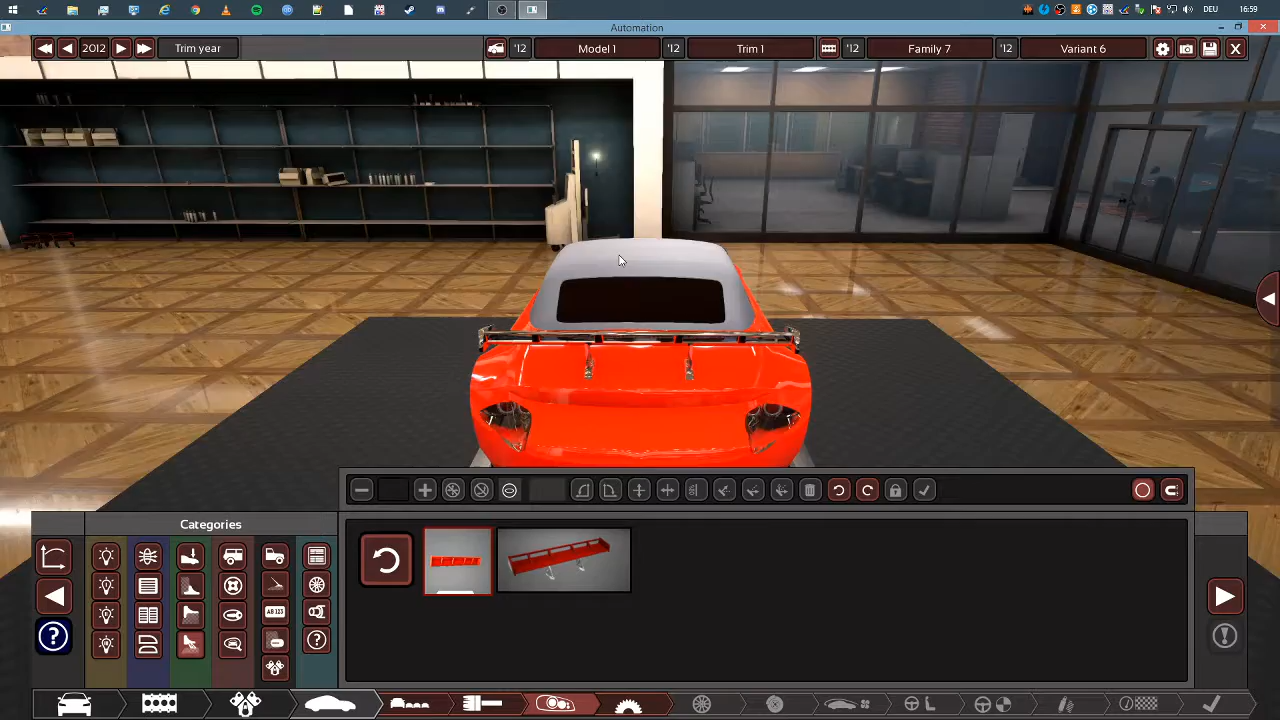 DEU
16:59
Automation
2012
Trim year
'12
Model 1
'12
Trim 1
'12
Family 7
'12
Variant 6
Categories
AB 123
?
?